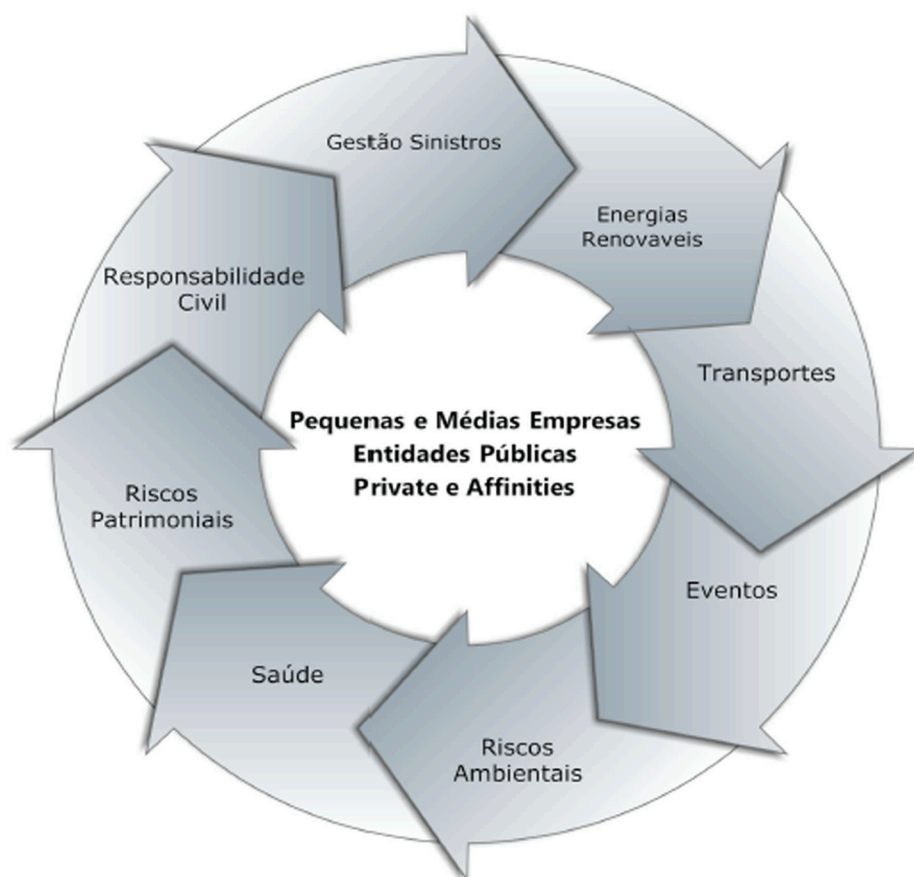 Gestão Sinistros
Energias
Renovaveis
Transportes
Eventos
Riscos
Ambientais
Saúde
Riscos
Patrimoniais
Responsabilidade
Civil
Pequenas e Médias Empresas
Entidades Públicas
Private e Affinities